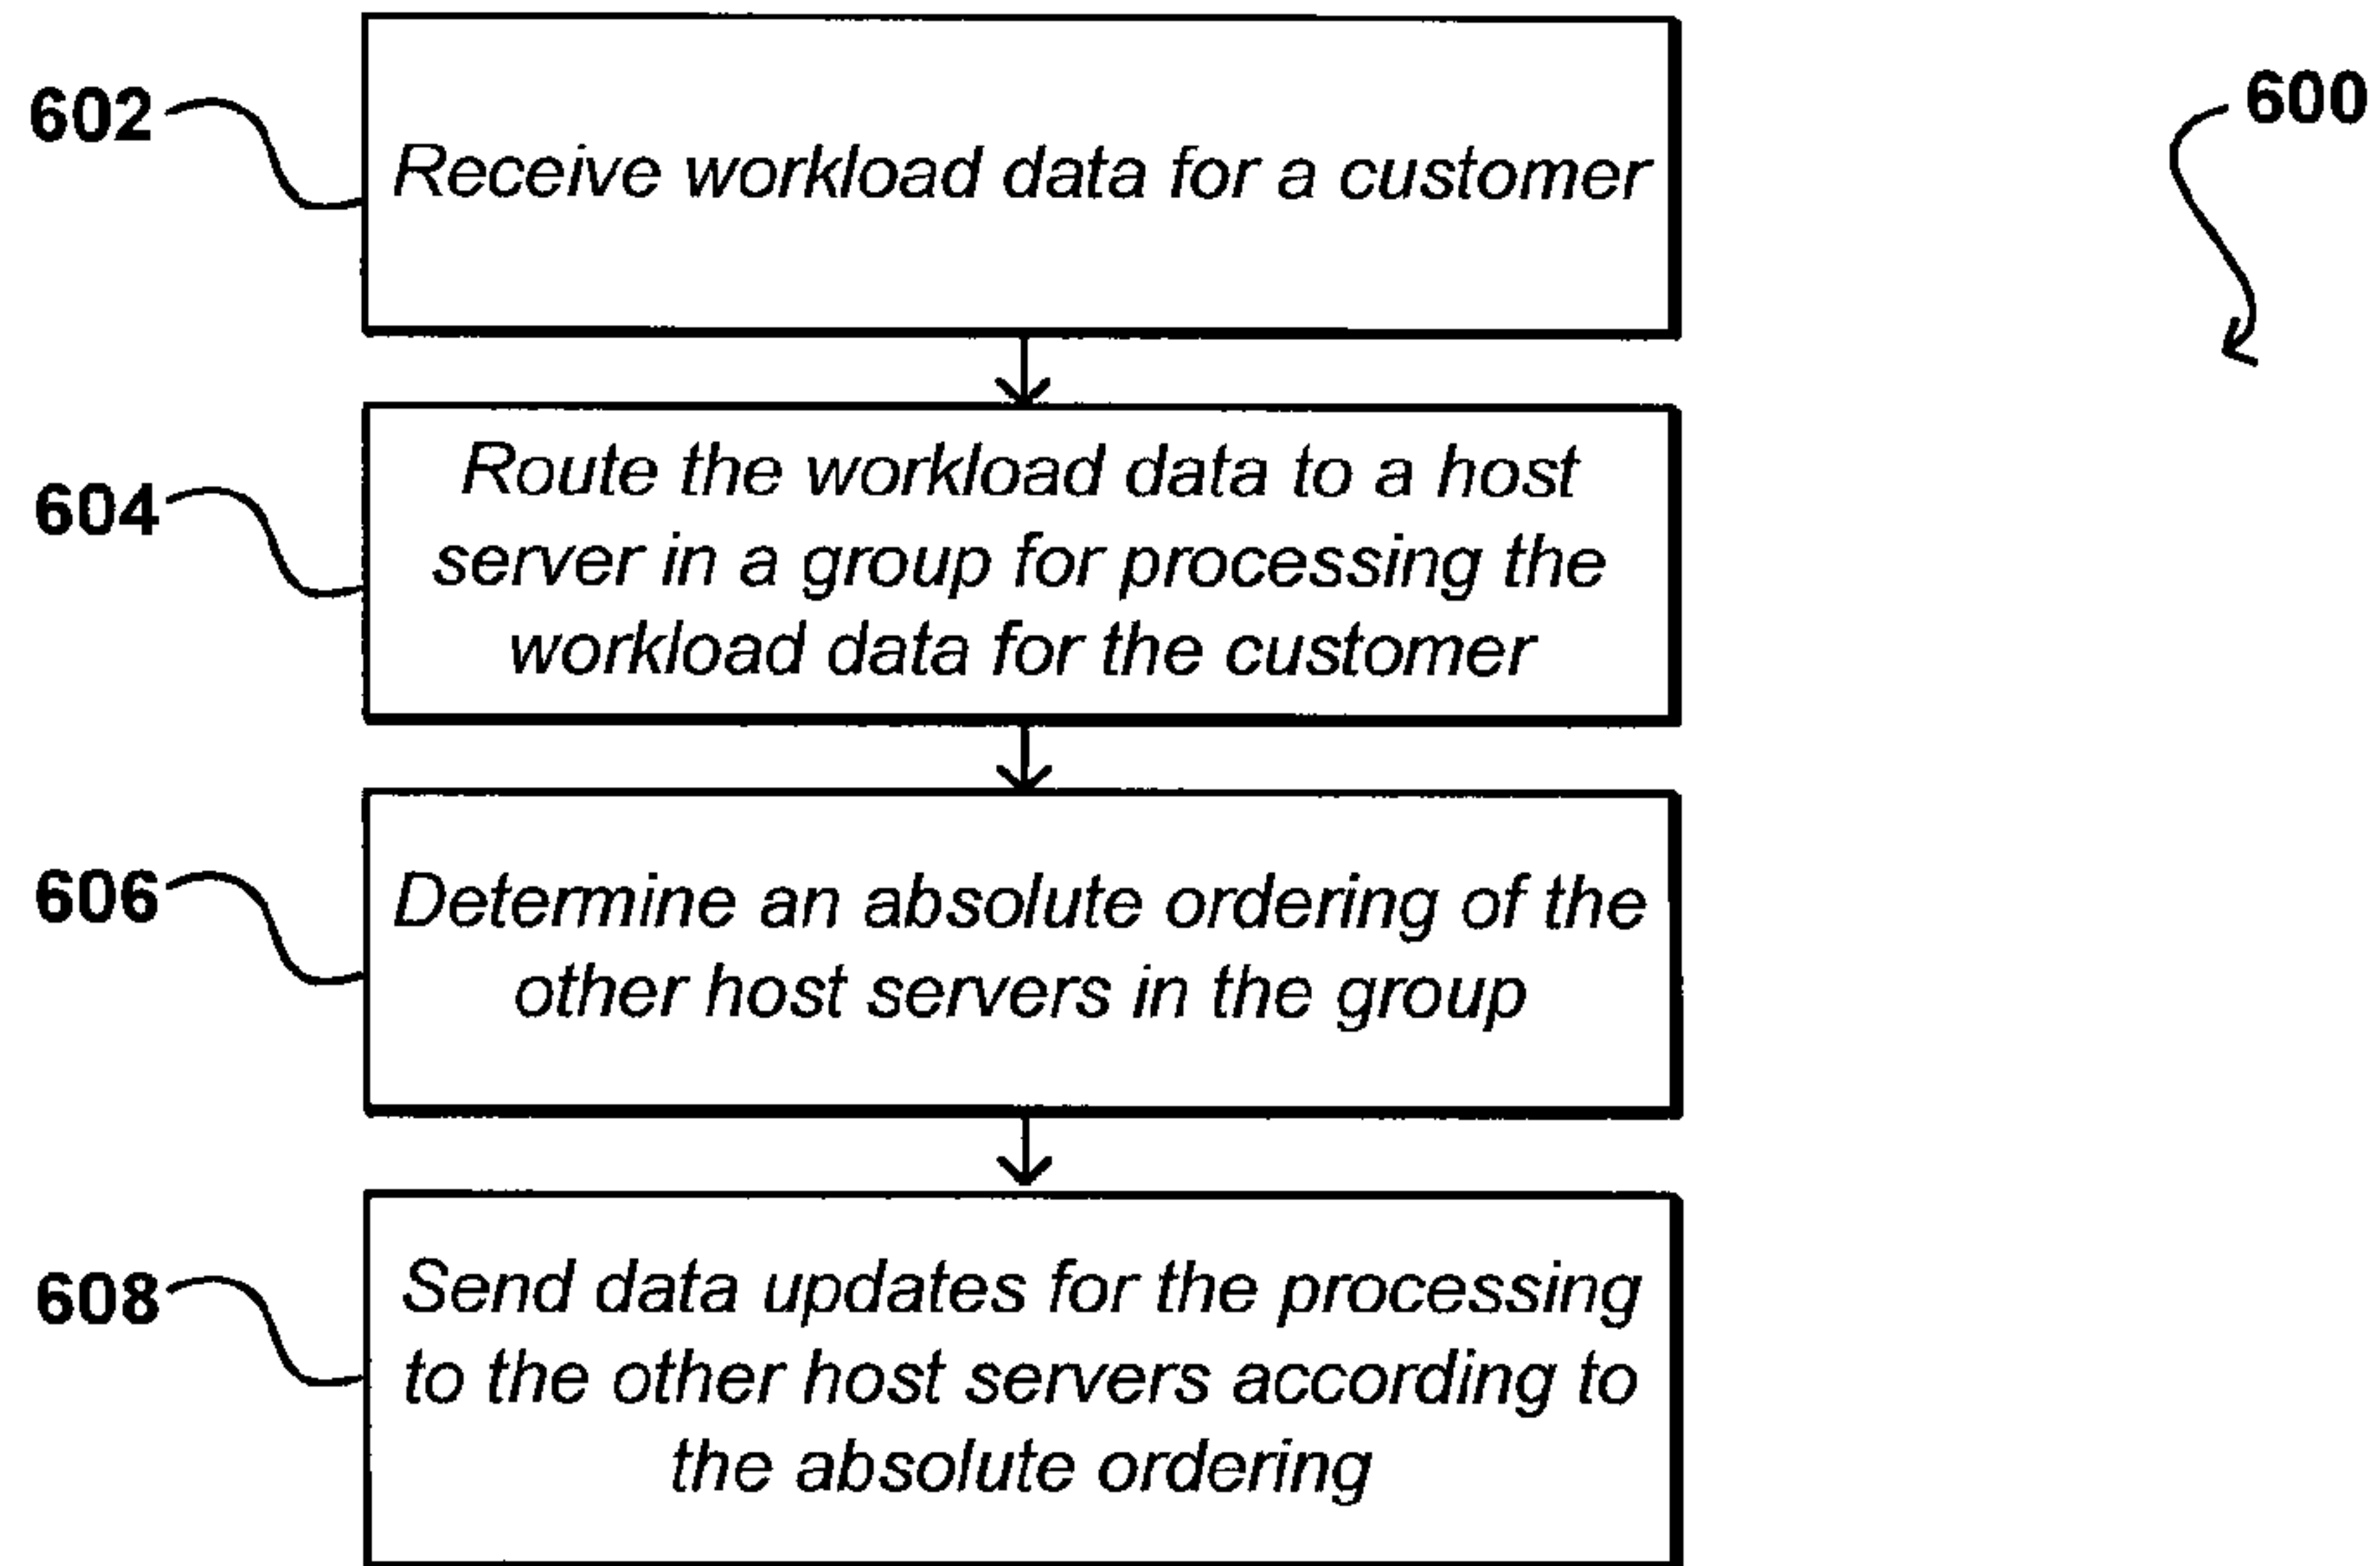 602
Receive workload data for a customer
600
604
Route the workload data to a host
server in a group for processing the
workload data for the customer
606
Determine an absolute ordering of the
other host servers in the group
608
Send data updates for the processing
to the other host servers according to
the absolute ordering